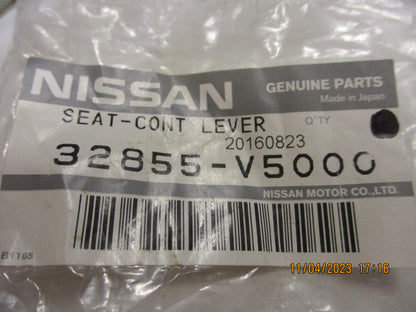 NISSAN
GENUINE PARTS
Made in Japan
SEAT-CONT LEVER
Q'TY
20160823
32855-V5000
NISSAN MOTOR CO.,LTD.
B1165
11/04/2023 17:16